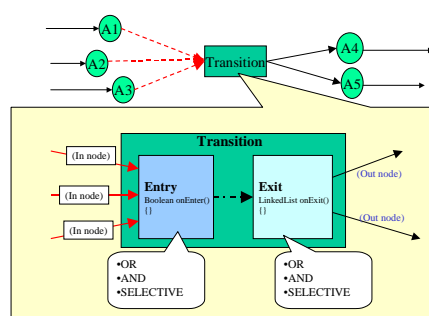 A1
A2
A3
Transition
A4
A5
Transition
(In node)
(In node)
(In node)
Entry
Boolean onEnter()
{}
Exit
LinkedList onExit()
{}
(Out node)
(Out node)
•OR
•AND
•SELECTIVE
•OR
•AND
•SELECTIVE